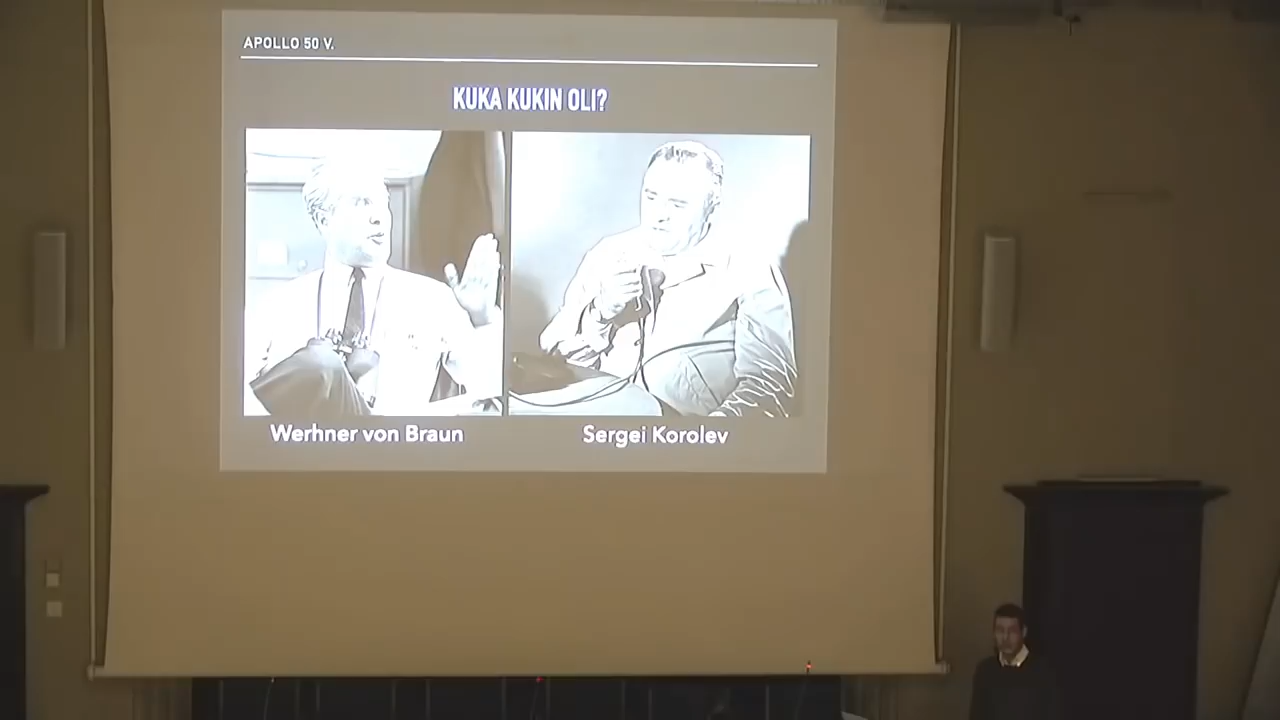 APOLLO 50 V.
KUKA KUKIN OLI?
Werhner von Braun
Sergei Korolev